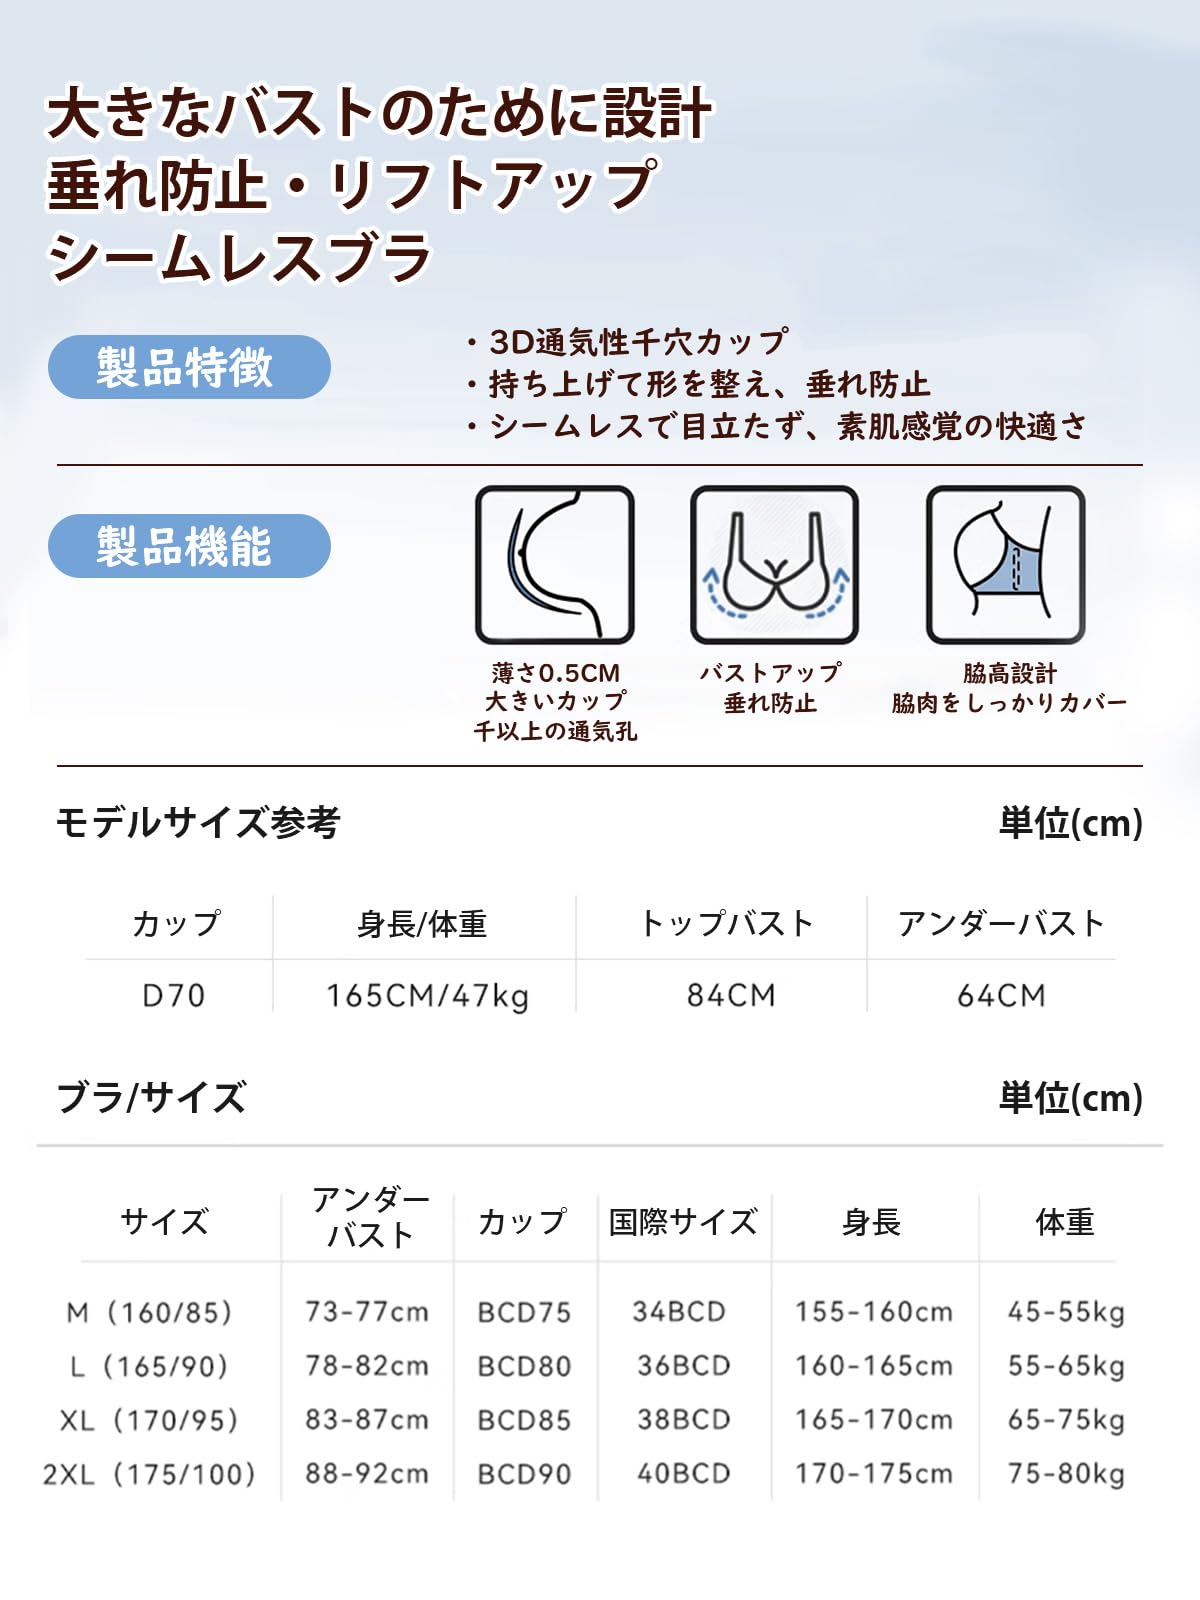 大きなバストのために設計
垂れ防止・リフトアップ
シームレスブラ
製品特徴
・3D通気性千穴カップ
・持ち上げて形を整え、垂れ防止
・シームレスで目立たず、素肌感覚の快適さ
製品機能
薄さ0.5CM
大きいカップ
千以上の通気孔
バストアップ
垂れ防止
脇高設計
脇肉をしっかりカバー
モデルサイズ参考 単位(cm)
カップ 身長/体重 トップバスト アンダーバスト
D70 165CM/47kg 84CM 64CM
ブラ/サイズ 単位(cm)
サイズ アンダーバスト カップ 国際サイズ 身長 体重
M（160/85） 73-77cm BCD75 34BCD 155-160cm 45-55kg
L（165/90） 78-82cm BCD80 36BCD 160-165cm 55-65kg
XL（170/95） 83-87cm BCD85 38BCD 165-170cm 65-75kg
2XL（175/100） 88-92cm BCD90 40BCD 170-175cm 75-80kg